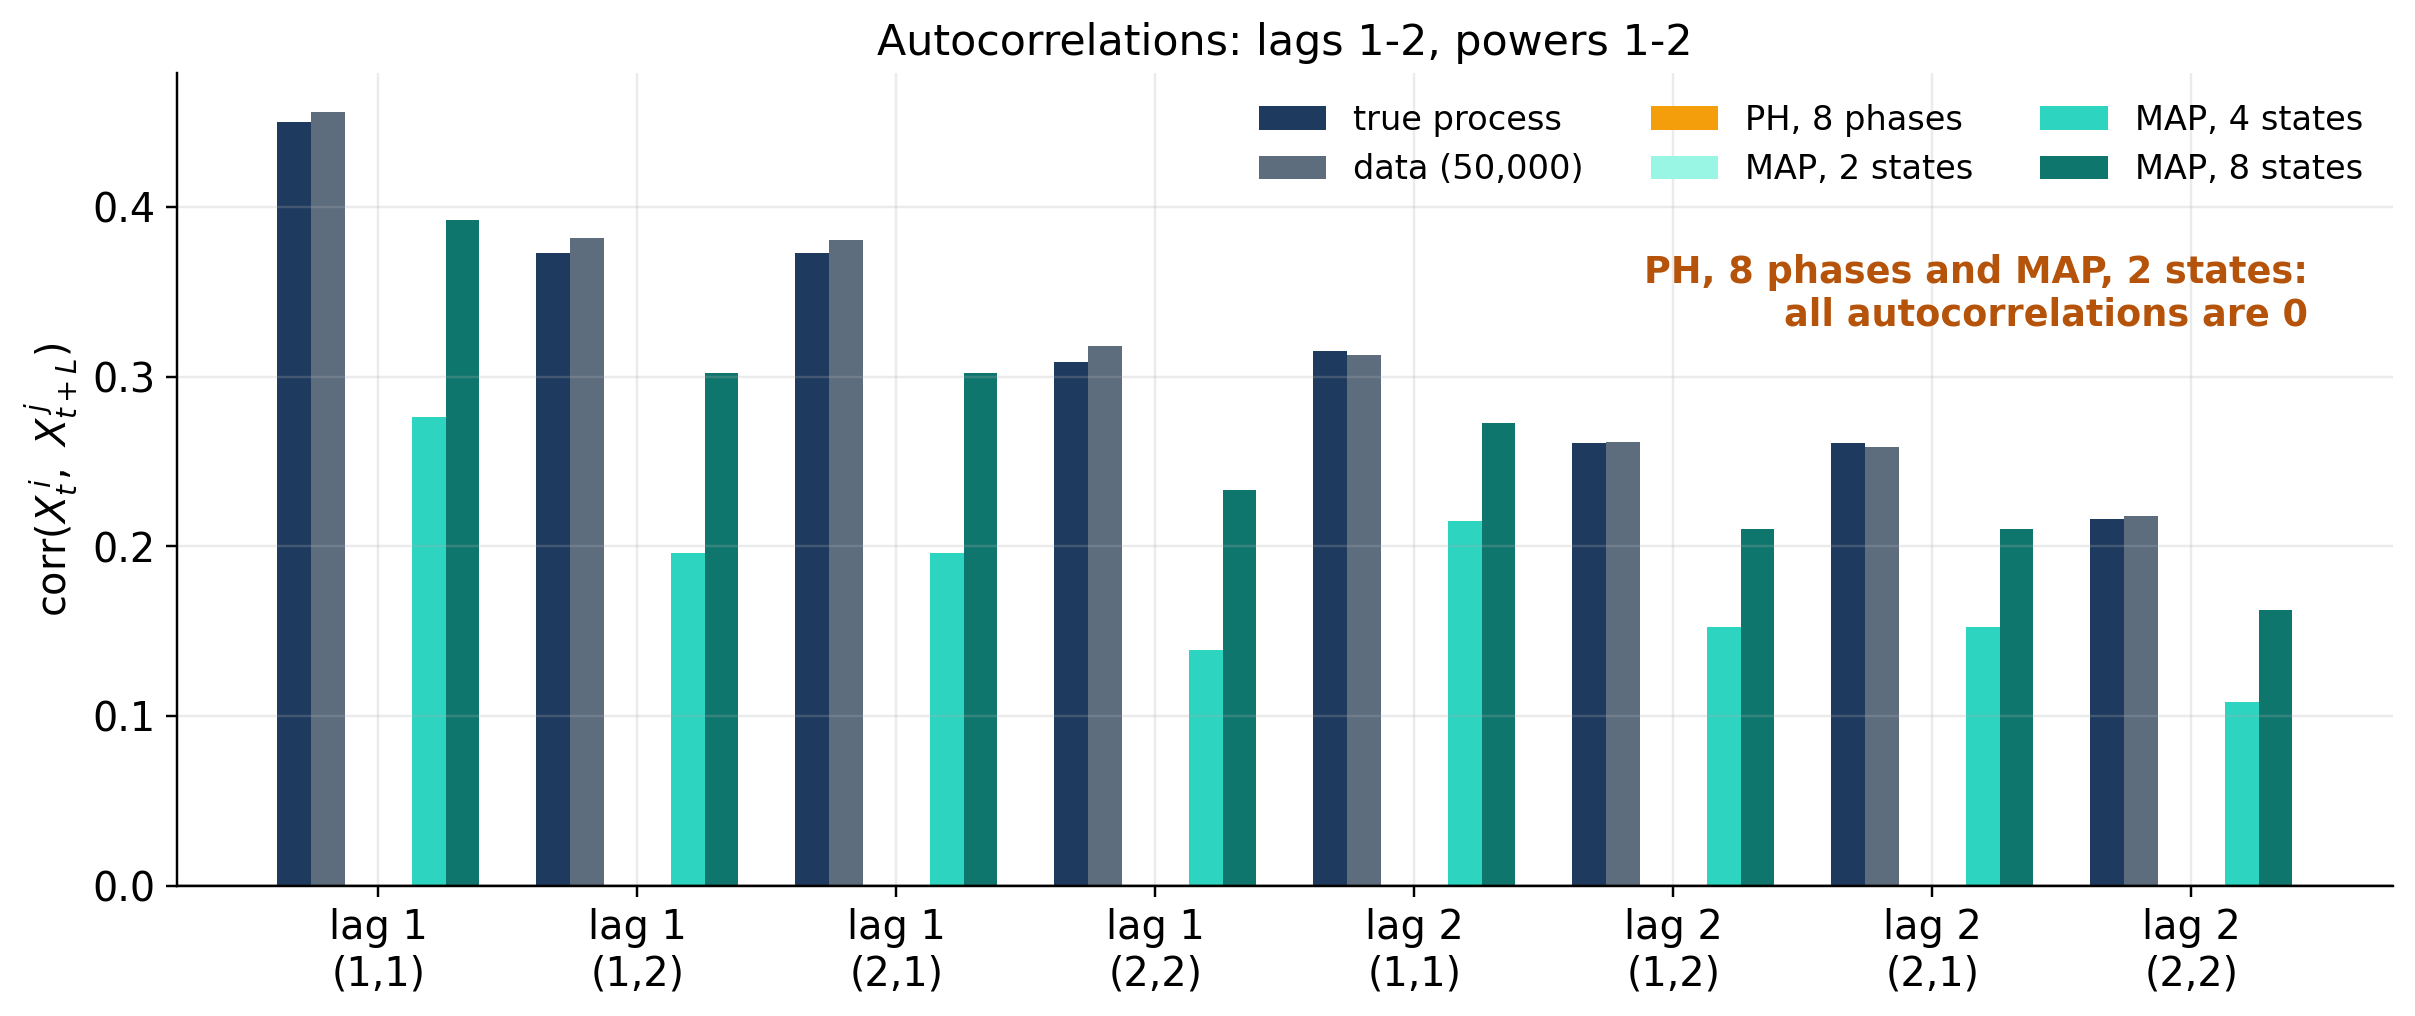 Autocorrelations: lags 1-2, powers 1-2
true process
data (50,000)
PH, 8 phases
MAP, 2 states
MAP, 4 states
MAP, 8 states
PH, 8 phases and MAP, 2 states:
all autocorrelations are 0
corr(X_t^i, X_{t+L}^j)
0.4
0.3
0.2
0.1
0.0
lag 1
(1,1)
lag 1
(1,2)
lag 1
(2,1)
lag 1
(2,2)
lag 2
(1,1)
lag 2
(1,2)
lag 2
(2,1)
lag 2
(2,2)